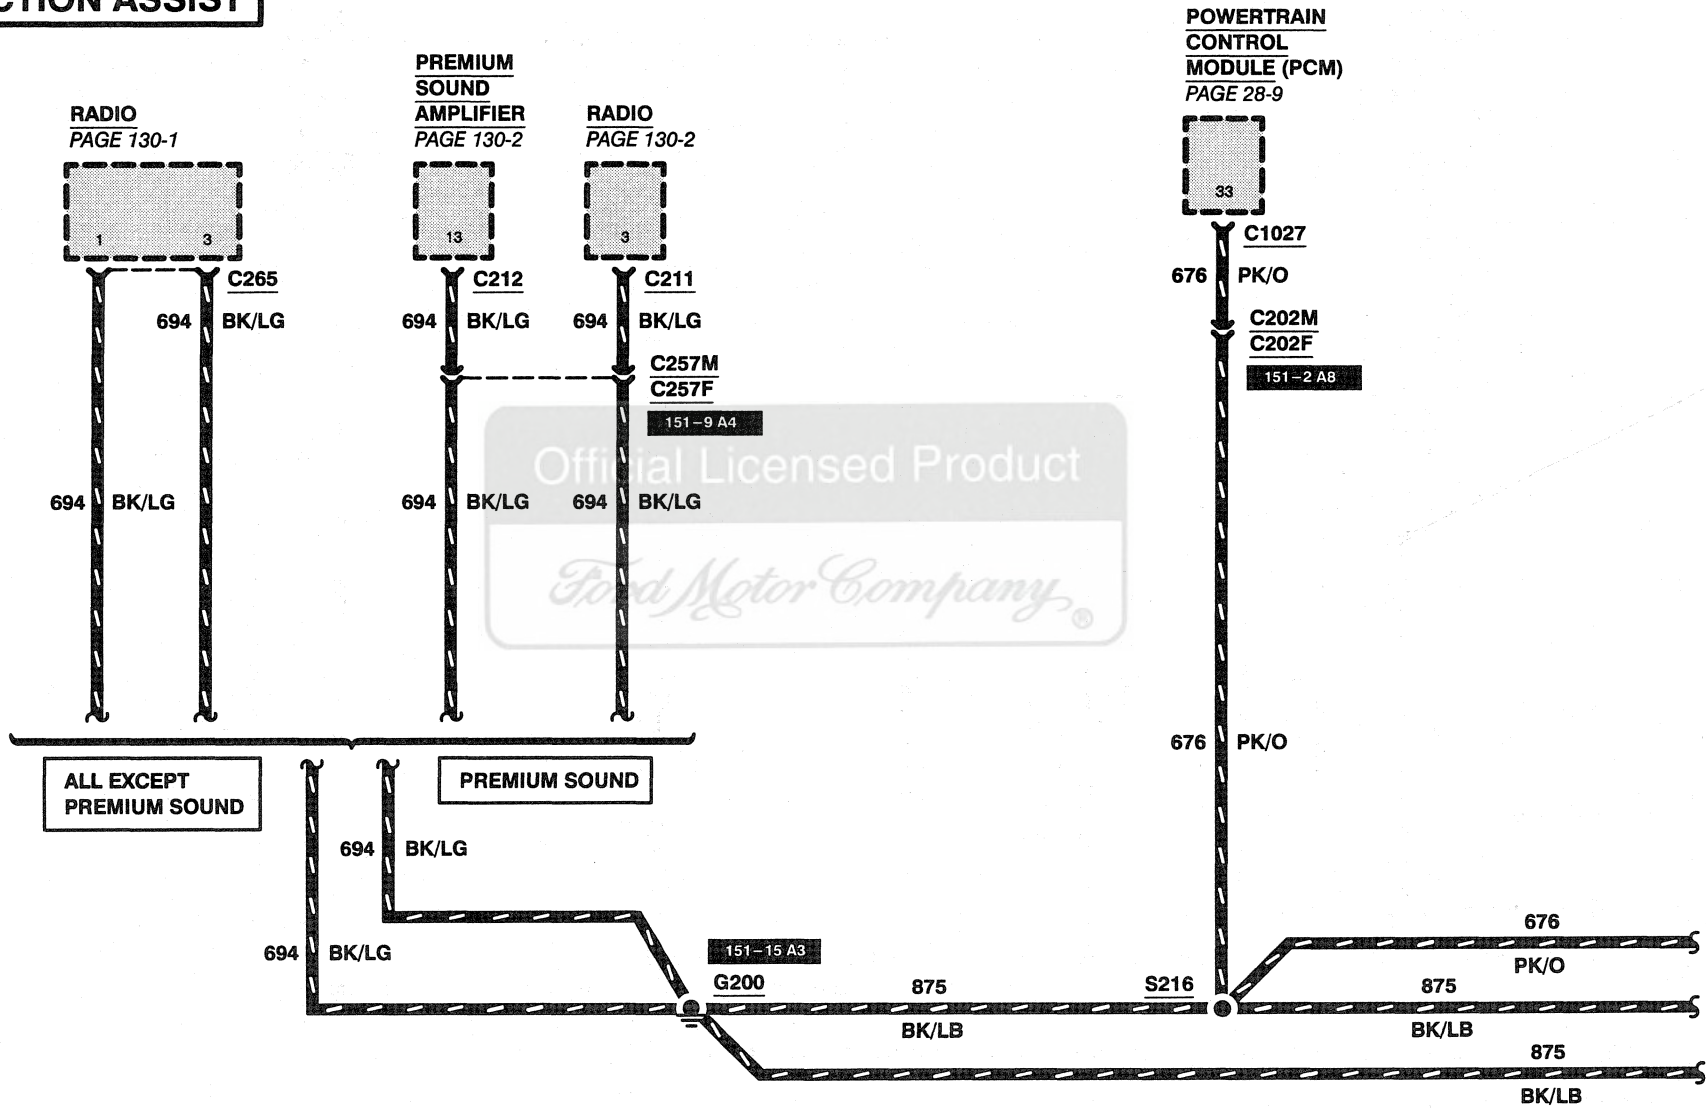 ASSIST
POWERTRAIN
CONTROL
MODULE (PCM)
PAGE 28-9
PREMIUM
SOUND
AMPLIFIER
PAGE 130-2
RADIO
PAGE 130-1
RADIO
PAGE 130-2
33
1
3
13
3
C1027
C265
C212
C211
676 PK/O
694 BK/LG
694 BK/LG
694 BK/LG
C202M
C202F
151-2 A8
C257M
C257F
151-9 A4
Official Licensed Product
694 BK/LG
694 BK/LG
694 BK/LG
Ford Motor Company
®
676 PK/O
ALL EXCEPT
PREMIUM SOUND
PREMIUM SOUND
694 BK/LG
676
694 BK/LG
151-15 A3
PK/O
G200
875
S216
875
BK/LB
BK/LB
875
BK/LB